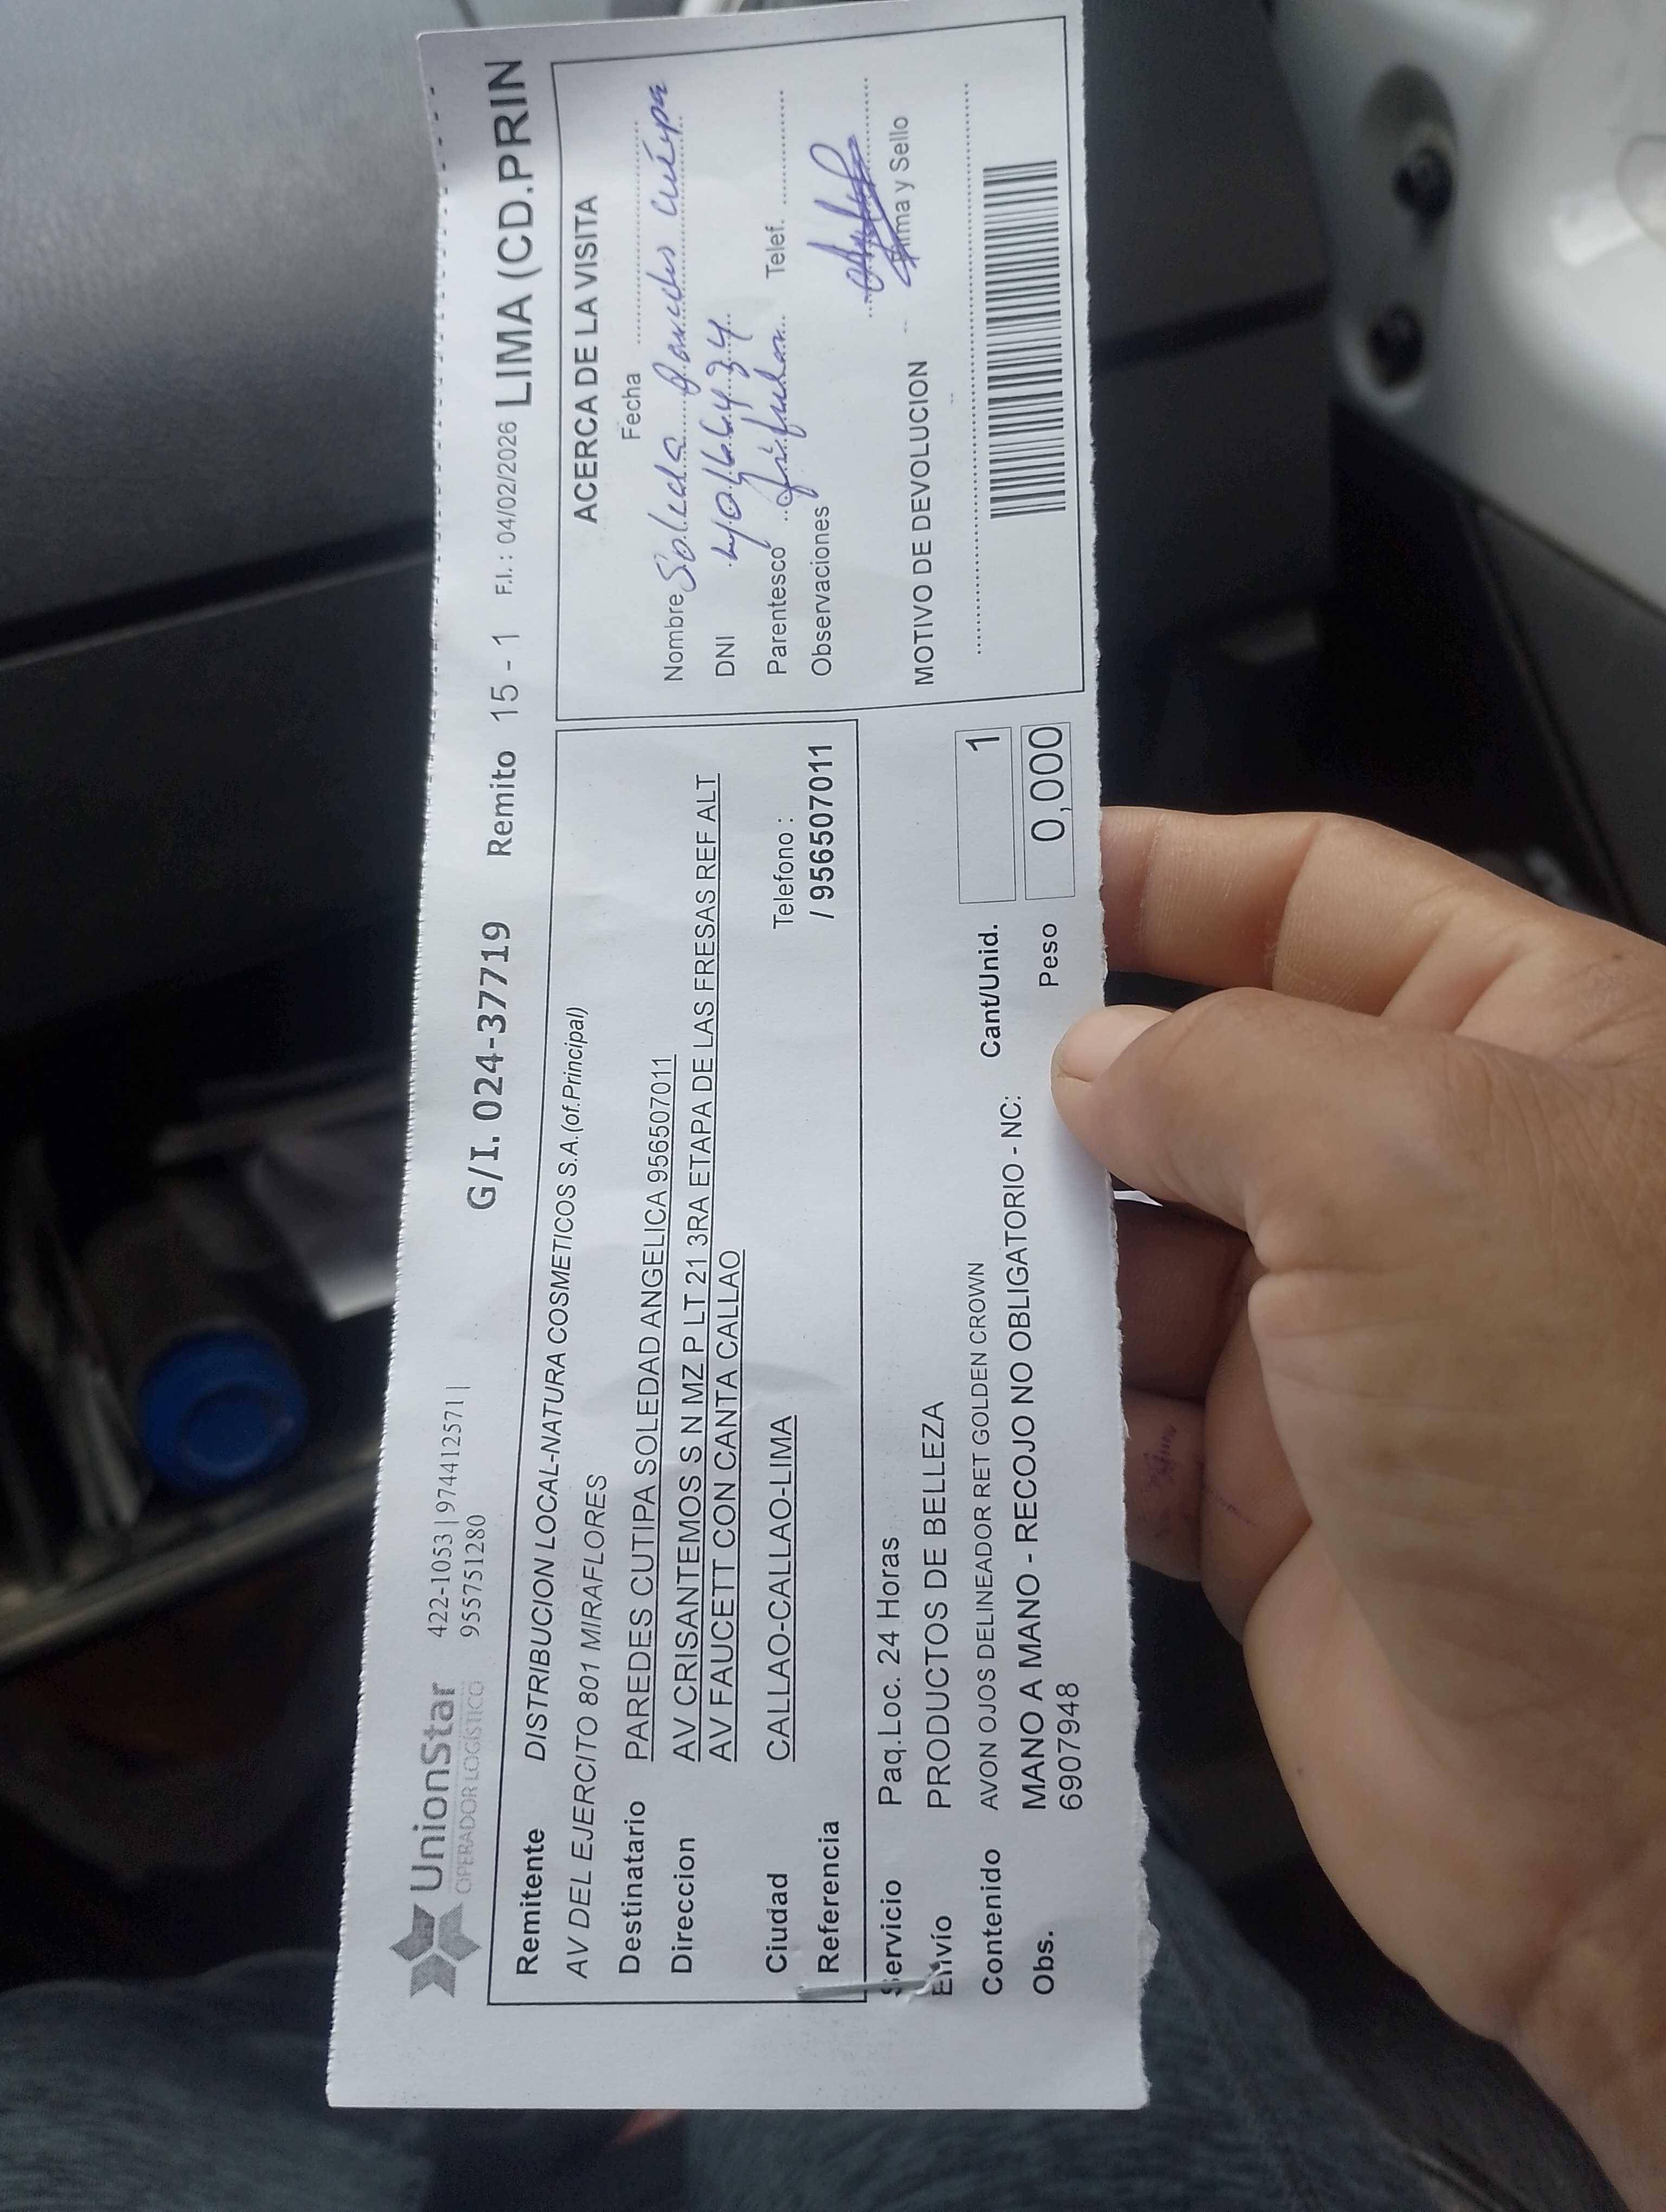 UnionStar
OPERADOR LOGÍSTICO
422-1053 | 974412571 |
955751280
G/I. 024-37719 Remito 15 - 1 F.I.: 04/02/2026 LIMA (CD.PRIN
Remitente DISTRIBUCION LOCAL-NATURA COSMETICOS S.A.(of.Principal)
AV DEL EJERCITO 801 MIRAFLORES
Destinatario PAREDES CUTIPA SOLEDAD ANGELICA 956507011
Direccion AV CRISANTEMOS S N MZ P LT 21 3RA ETAPA DE LAS FRESAS REF ALT
AV FAUCETT CON CANTA CALLAO
Ciudad CALLAO-CALLAO-LIMA
Telefono :
Referencia / 956507011
Servicio Paq.Loc. 24 Horas
Envío PRODUCTOS DE BELLEZA
Contenido AVON OJOS DELINEADOR RET GOLDEN CROWN
Cant/Unid. 1
Obs. MANO A MANO - RECOJO NO OBLIGATORIO - NC:
69079​48
Peso 0,000
ACERCA DE LA VISITA
Fecha
Nombre Soledad Paredes
DNI
Parentesco Telef.
Observaciones
Firma y Sello
MOTIVO DE DEVOLUCION